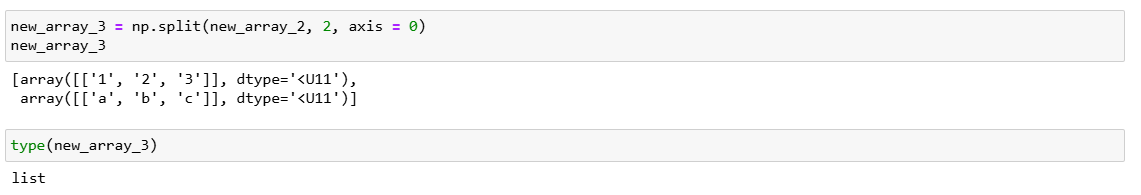 new_array_3 = np.split(new_array_2, 2, axis = 0)
new_array_3
[array([['1', '2', '3']], dtype='<U11'),
 array([['a', 'b', 'c']], dtype='<U11')]
type(new_array_3)
list